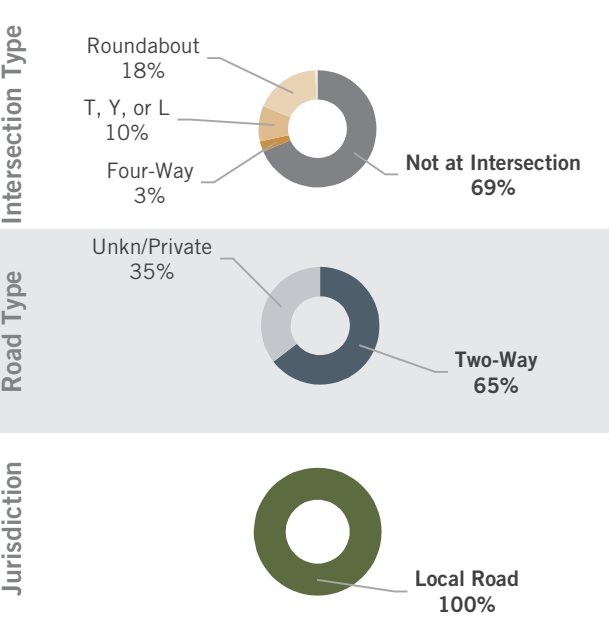 Intersection Type
Roundabout
18%
T, Y, or L
10%
Four-Way
3%
Not at Intersection
69%
Road Type
Unkn/Private
35%
Two-Way
65%
Jurisdiction
Local Road
100%